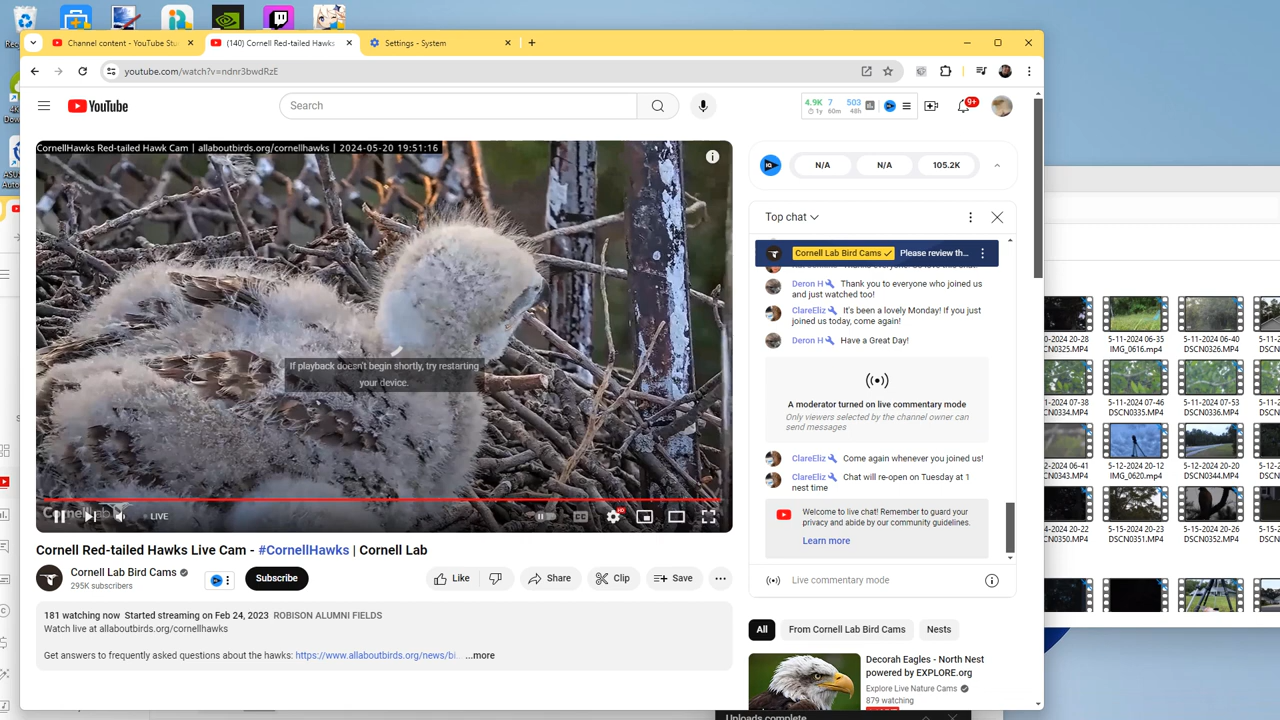 Channel content - YouTube Stu
(140) Cornell Red-tailed Hawks
Settings - System
youtube.com/watch?v=ndnr3bwdRzE
YouTube
Search
4.9K 7 503
1y 60m 48h
9+
CornellHawks Red-tailed Hawk Cam | allaboutbirds.org/cornellhawks | 2024-05-20 19:51:16
If playback doesn't begin shortly, try restarting
your device.
LIVE
CC
HD
Cornell Red-tailed Hawks Live Cam - #CornellHawks | Cornell Lab
Cornell Lab Bird Cams
295K subscribers
Subscribe
Like
Share
Clip
Save
181 watching now Started streaming on Feb 24, 2023 ROBISON ALUMNI FIELDS
Watch live at allaboutbirds.org/cornellhawks
Get answers to frequently asked questions about the hawks: https://www.allaboutbirds.org/news/bi... ...more
IQ
N/A
N/A
105.2K
Top chat
Cornell Lab Bird Cams Please review th...
Deron H Thank you to everyone who joined us
and just watched too!
ClareEliz It's been a lovely Monday! If you just
joined us today, come again!
Deron H Have a Great Day!
A moderator turned on live commentary mode
Only viewers selected by the channel owner can
send messages
ClareEliz Come again whenever you joined us!
ClareEliz Chat will re-open on Tuesday at 1
nest time
Welcome to live chat! Remember to guard your
privacy and abide by our community guidelines.
Learn more
Live commentary mode
All
From Cornell Lab Bird Cams
Nests
Decorah Eagles - North Nest
powered by EXPLORE.org
Explore Live Nature Cams
879 watching
Uploads complete
5-11-2024
IMG_0616.mp4
5-10-2024 20-40
DSCN0326.MP4
5-11-2024 07-46
DSCN0335.MP4
5-11-2024 07-53
DSCN0336.MP4
5-12-2024 20-12
IMG_0620.mp4
5-12-2024 20-20
DSCN0344.MP4
5-15-2024 20-23
DSCN0351.MP4
5-15-2024 20-26
DSCN0352.MP4